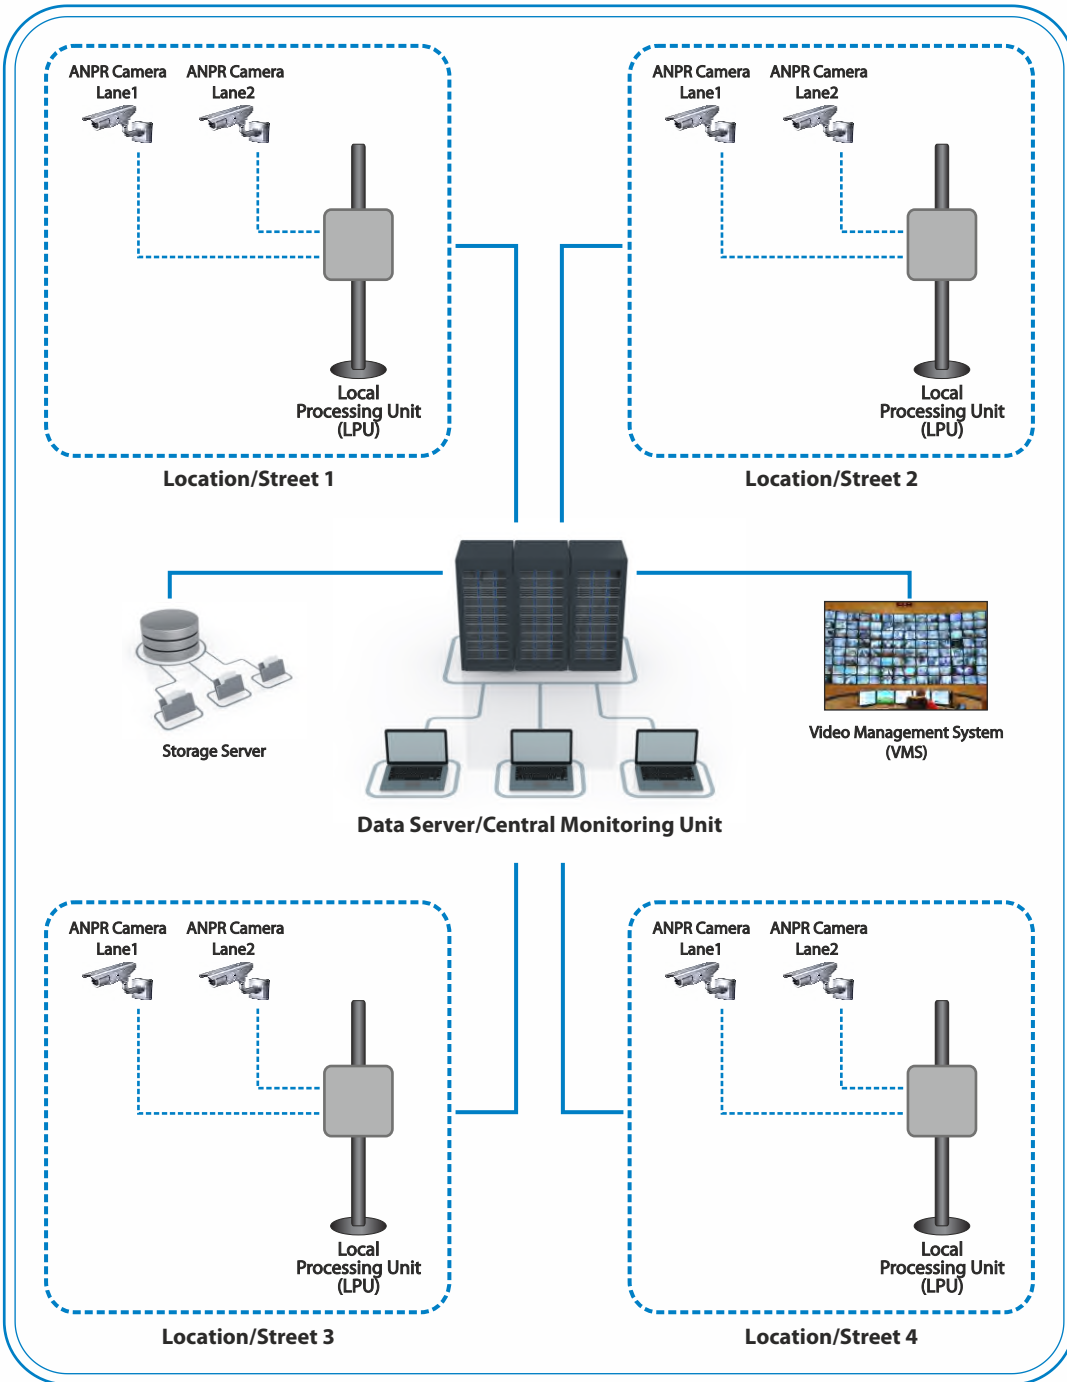 ANPR Camera
Lane1
ANPR Camera
Lane2
Local
Processing Unit
(LPU)
Location/Street 1
ANPR Camera
Lane1
ANPR Camera
Lane2
Local
Processing Unit
(LPU)
Location/Street 2
Storage Server
Data Server/Central Monitoring Unit
Video Management System
(VMS)
ANPR Camera
Lane1
ANPR Camera
Lane2
Local
Processing Unit
(LPU)
Location/Street 3
ANPR Camera
Lane1
ANPR Camera
Lane2
Local
Processing Unit
(LPU)
Location/Street 4